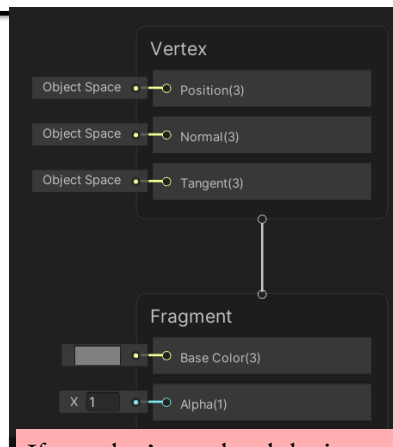 Vertex
Object Space Position(3)
Object Space Normal(3)
Object Space Tangent(3)
Fragment
Base Color(3)
X 1 Alpha(1)